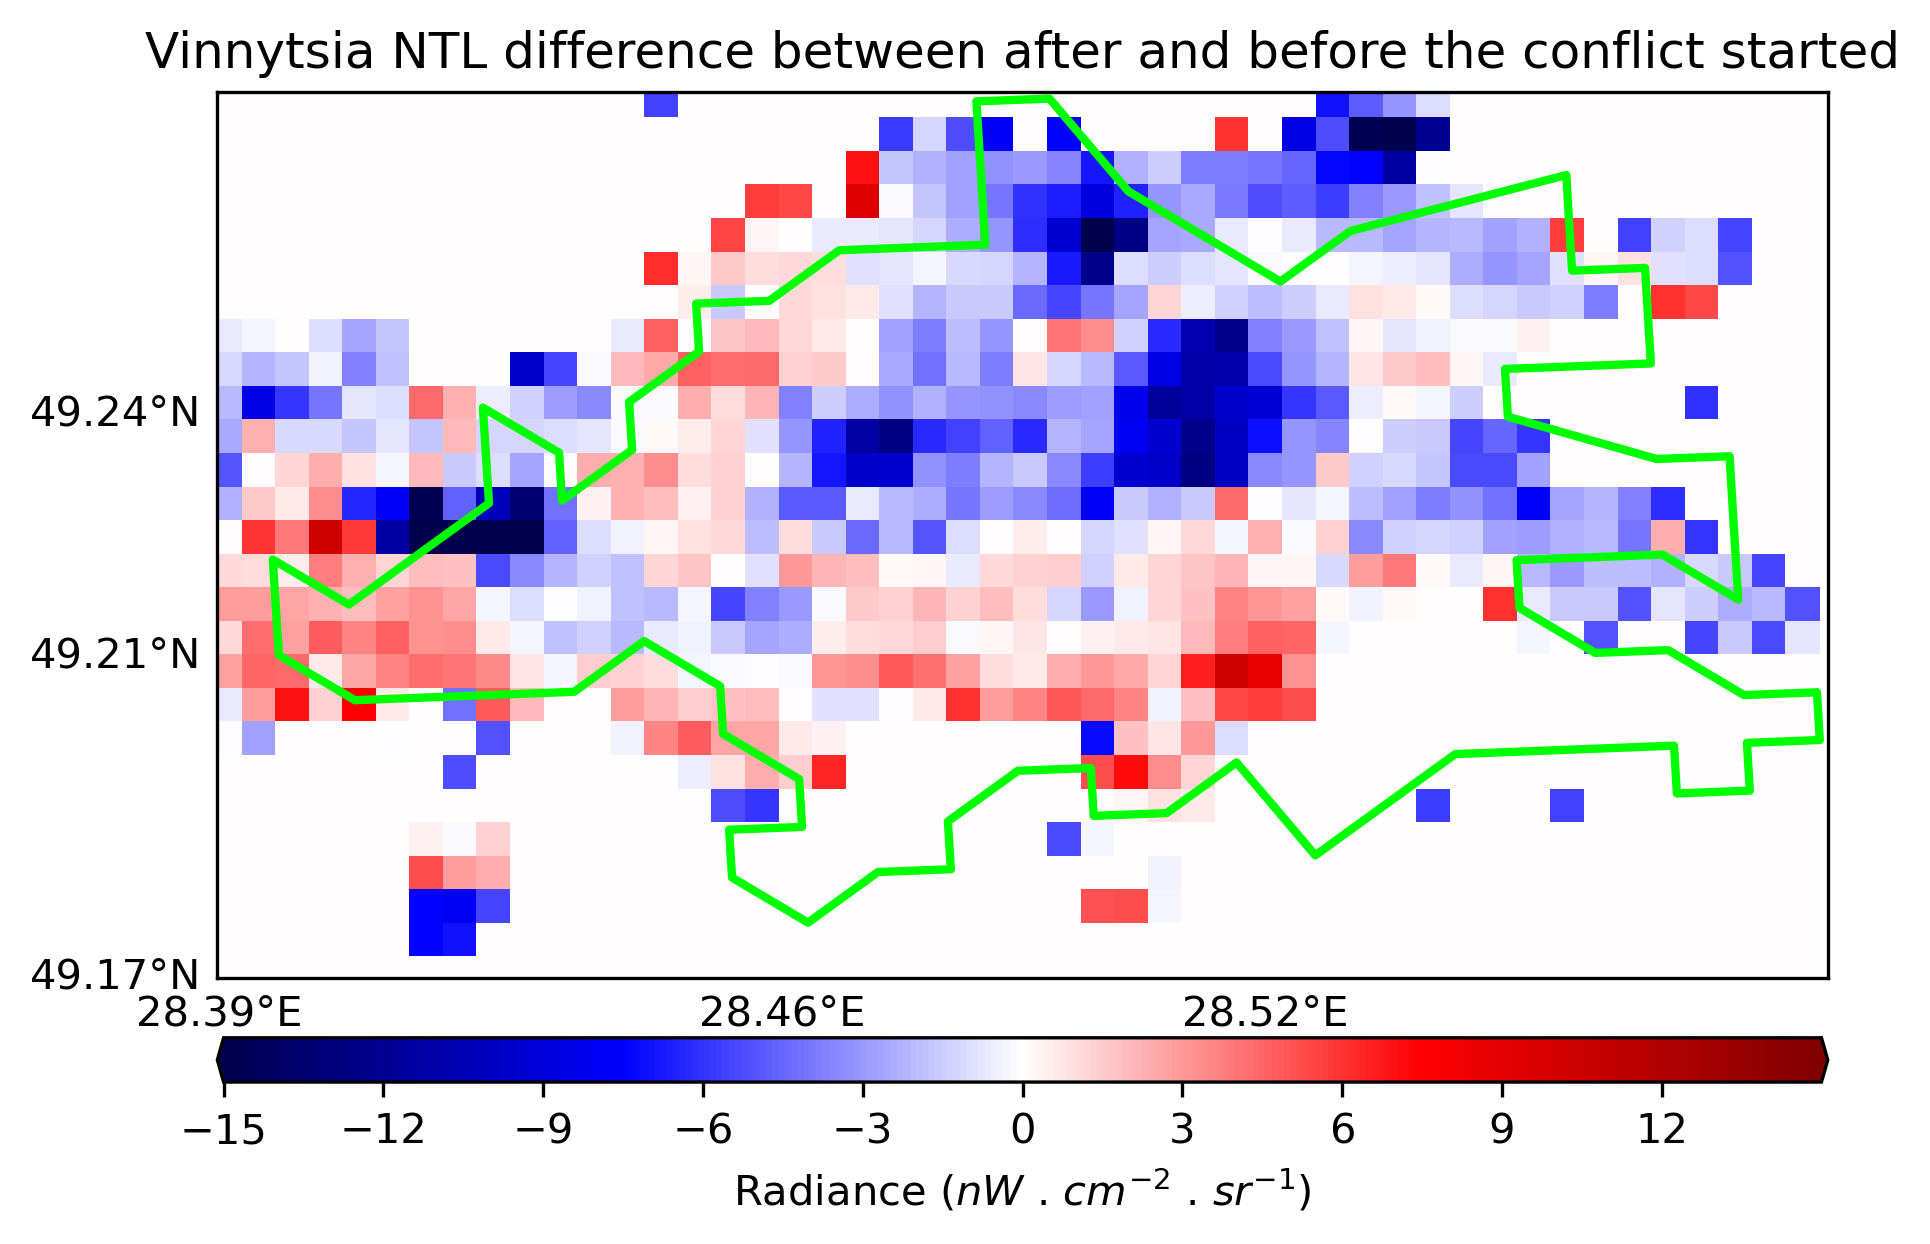 Vinnytsia NTL difference between after and before the conflict started
49.24°N
49.21°N
49.17°N
28.39°E 28.46°E 28.52°E
−15 −12 −9 −6 −3 0 3 6 9 12
Radiance (nW . cm⁻² . sr⁻¹)